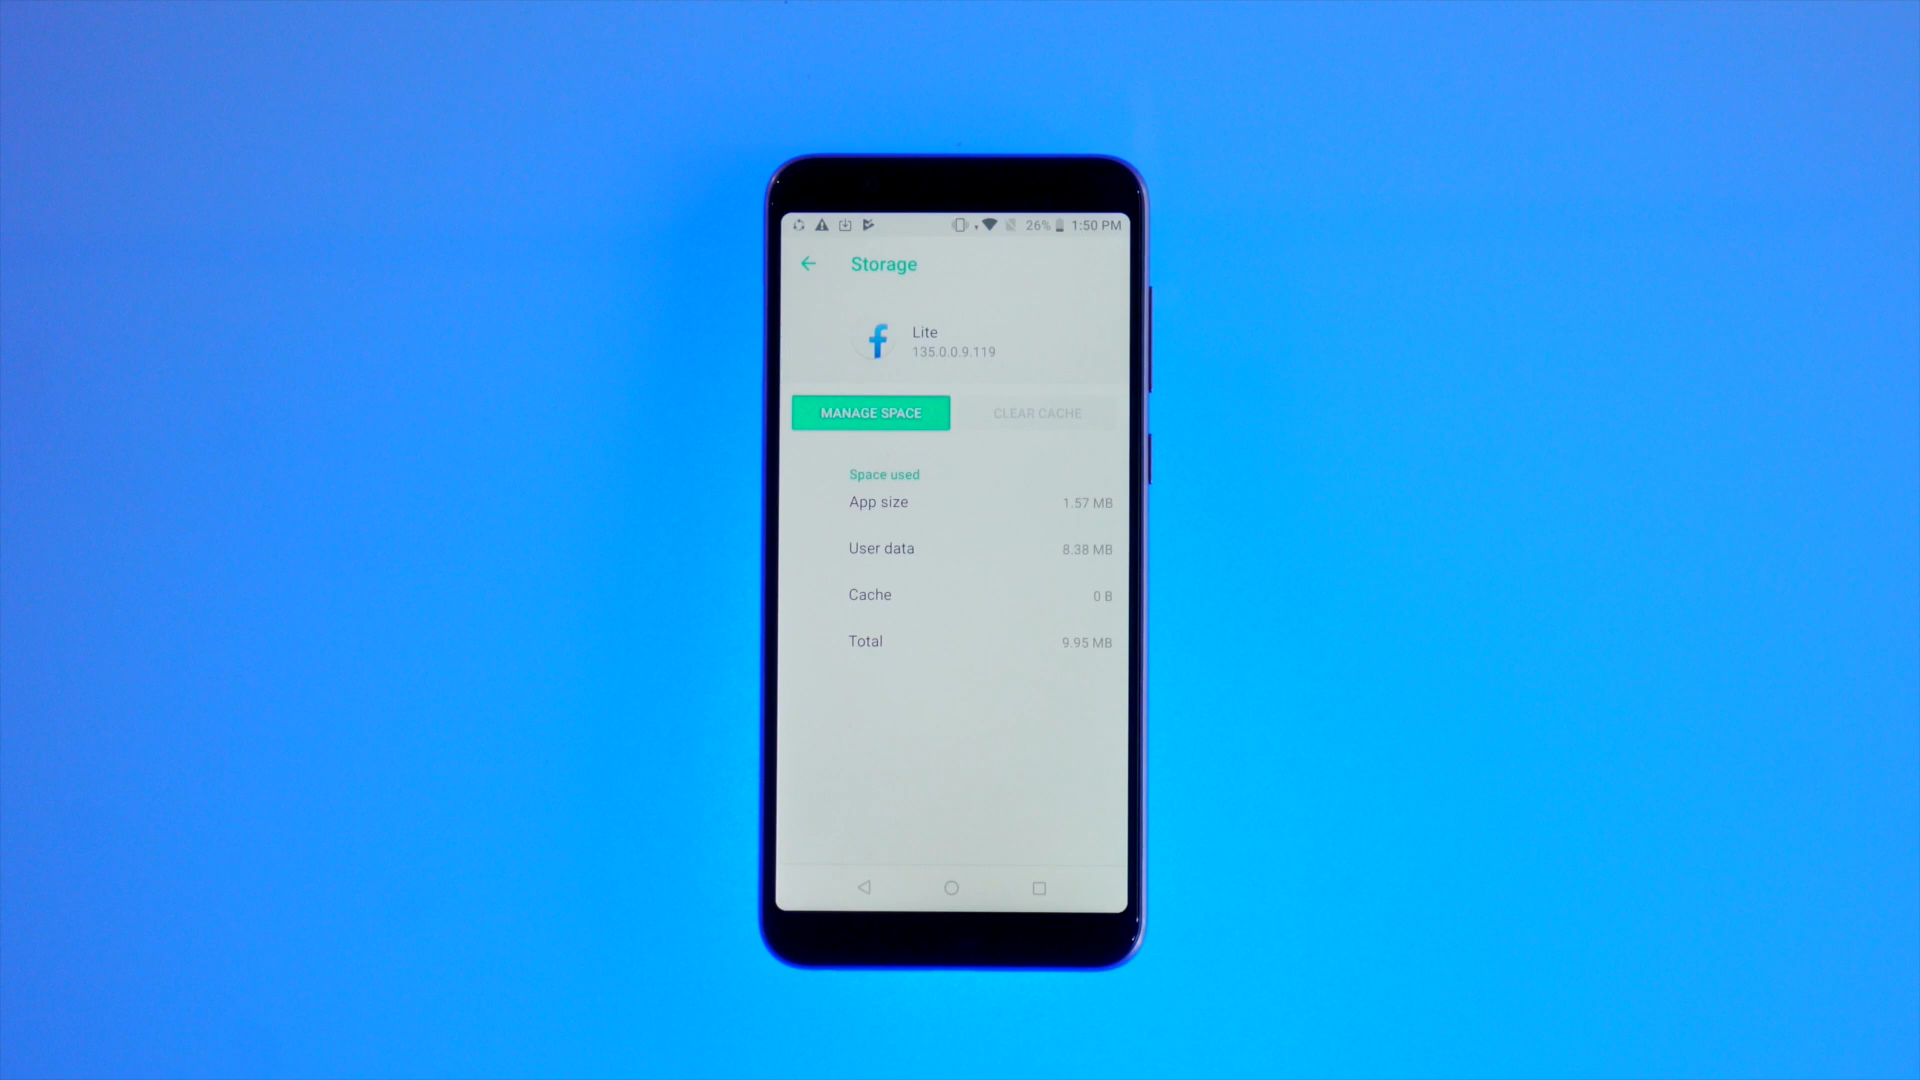 26% 1:50 PM
Storage
Lite
135.0.0.9.119
MANAGE SPACE CLEAR CACHE
Space used
App size 1.57 MB
User data 8.38 MB
Cache 0 B
Total 9.95 MB